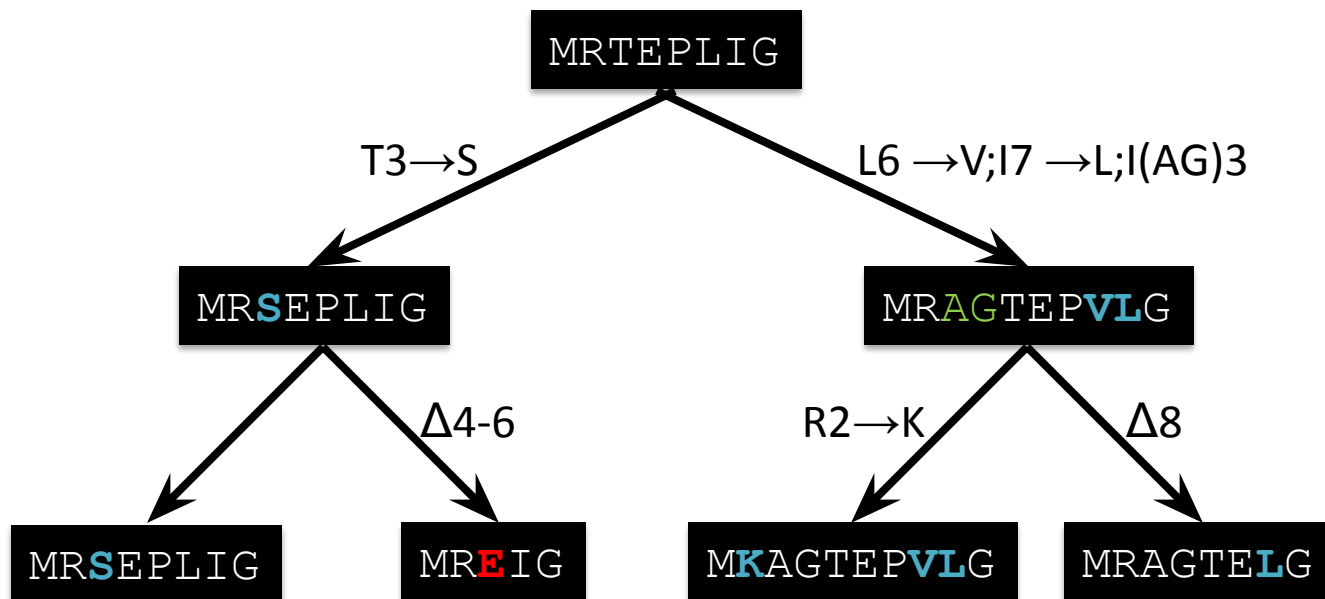 MRTEPLIG
T3→S
L6 →V;I7 →L;I(AG)3
MRSEPLIG
MRAGTEPVLG
Δ4-6
R2→K
Δ8
MRSEPLIG
MREIG
MKAGTEPVLG
MRAGTELG